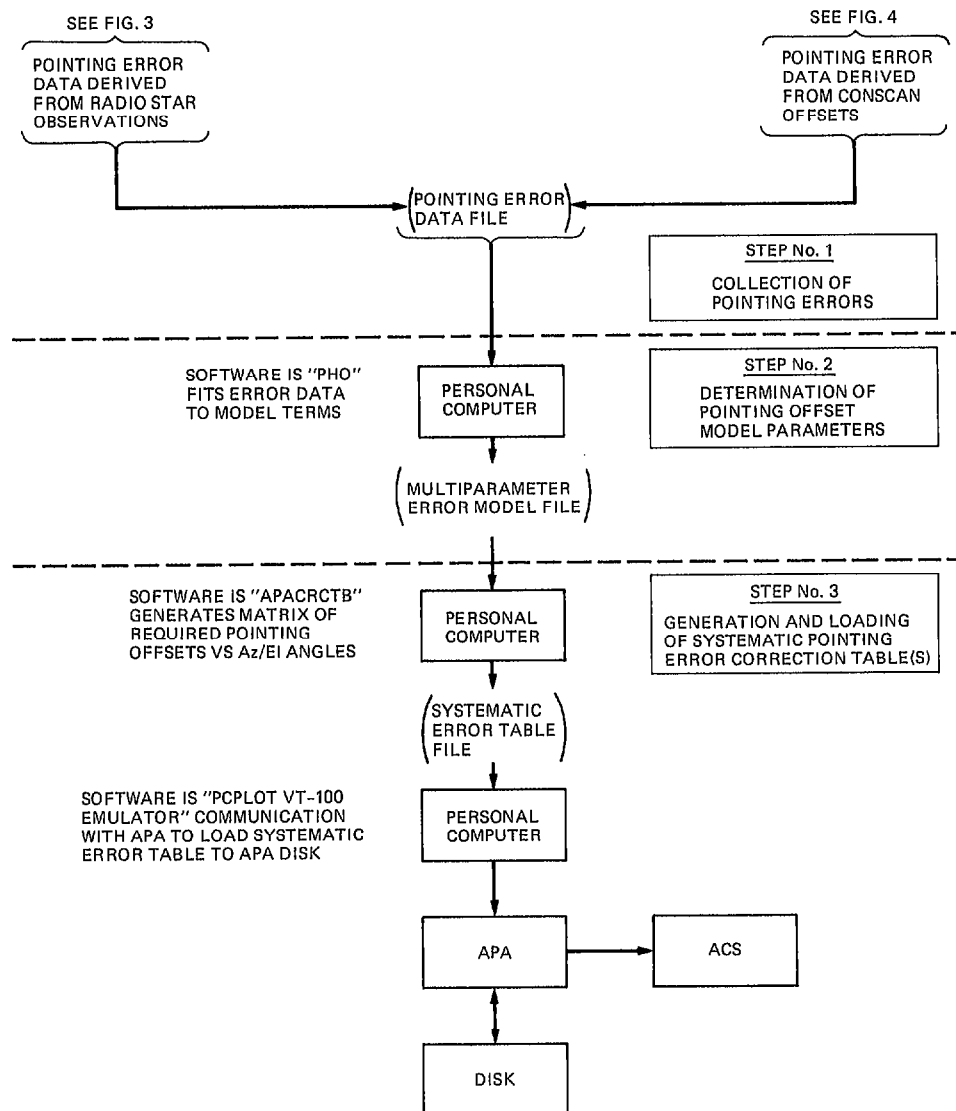 SEE FIG. 3
POINTING ERROR
DATA DERIVED
FROM RADIO STAR
OBSERVATIONS
SEE FIG. 4
POINTING ERROR
DATA DERIVED
FROM CONSCAN
OFFSETS
POINTING ERROR
DATA FILE
STEP No. 1
COLLECTION OF
POINTING ERRORS
SOFTWARE IS "PHO"
FITS ERROR DATA
TO MODEL TERMS
PERSONAL
COMPUTER
STEP No. 2
DETERMINATION OF
POINTING OFFSET
MODEL PARAMETERS
MULTIPARAMETER
ERROR MODEL FILE
SOFTWARE IS "APACRCTB"
GENERATES MATRIX OF
REQUIRED POINTING
OFFSETS VS Az/El ANGLES
PERSONAL
COMPUTER
STEP No. 3
GENERATION AND LOADING
OF SYSTEMATIC POINTING
ERROR CORRECTION TABLE(S)
SYSTEMATIC
ERROR TABLE
FILE
SOFTWARE IS "PCPLOT VT-100
EMULATOR" COMMUNICATION
WITH APA TO LOAD SYSTEMATIC
ERROR TABLE TO APA DISK
PERSONAL
COMPUTER
APA
ACS
DISK